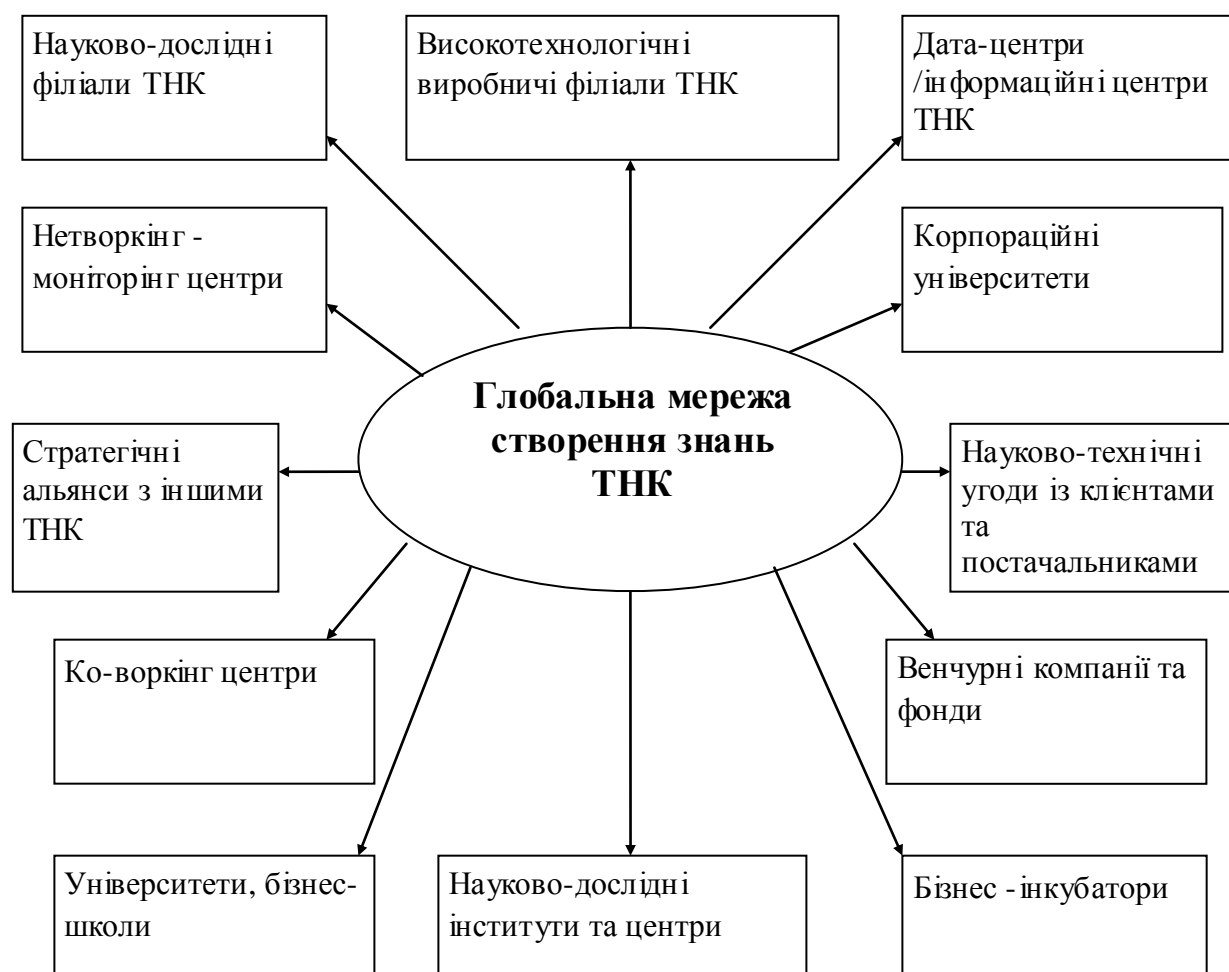 Науково-дослідні
філіали ТНК
Високотехнологічні
виробничі філіали ТНК
Дата-центри
/інформаційні центри
ТНК
Нетворкінг -
моніторінг центри
Корпораційні
університети
Глобальна мережа
створення знань
ТНК
Стратегічні
альянси з іншими
ТНК
Науково-технічні
угоди із клієнтами
та
постачальниками
Ко-воркінг центри
Венчурні компанії та
фонди
Університети, бізнес-
школи
Науково-дослідні
інститути та центри
Бізнес -інкубатори